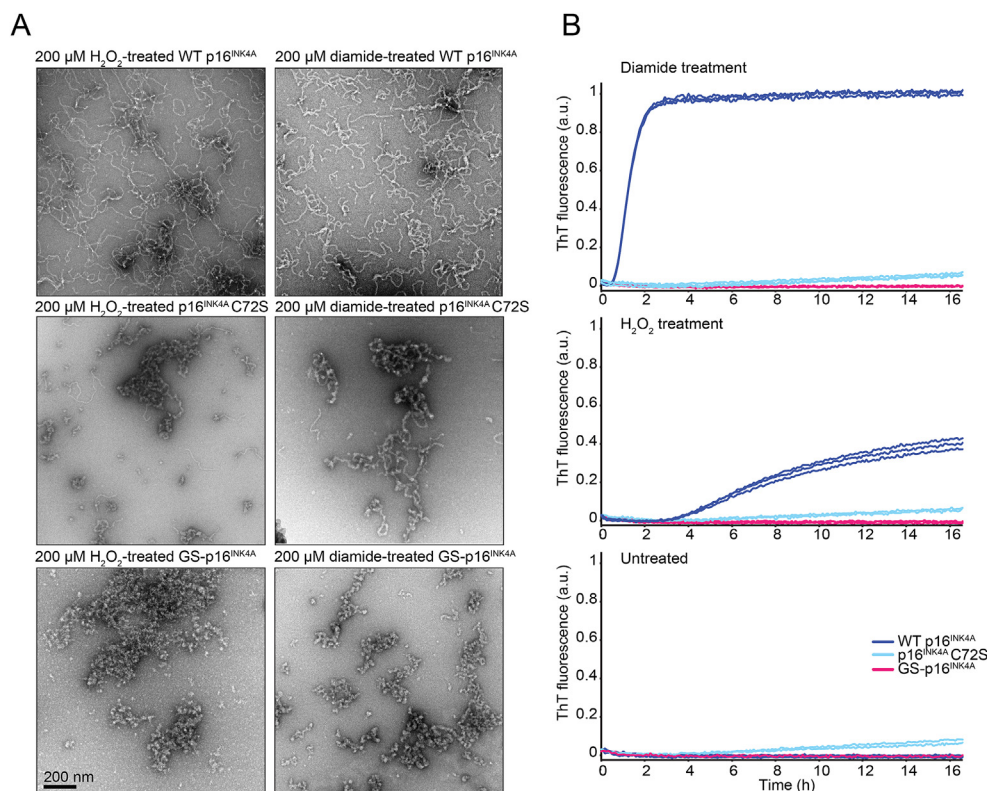 A
200 µM H₂O₂-treated WT p16ᴵᴺᴷ⁴ᴬ
200 µM diamide-treated WT p16ᴵᴺᴷ⁴ᴬ
200 µM H₂O₂-treated p16ᴵᴺᴷ⁴ᴬ C72S
200 µM diamide-treated p16ᴵᴺᴷ⁴ᴬ C72S
200 µM H₂O₂-treated GS-p16ᴵᴺᴷ⁴ᴬ
200 µM diamide-treated GS-p16ᴵᴺᴷ⁴ᴬ
200 nm
B
Diamide treatment
ThT fluorescence (a.u.)
1
0.8
0.6
0.4
0.2
0
0 2 4 6 8 10 12 14 16
H₂O₂ treatment
ThT fluorescence (a.u.)
1
0.8
0.6
0.4
0.2
0
0 2 4 6 8 10 12 14 16
Untreated
ThT fluorescence (a.u.)
1
0.8
0.6
0.4
0.2
0
WT p16ᴵᴺᴷ⁴ᴬ
p16ᴵᴺᴷ⁴ᴬ C72S
GS-p16ᴵᴺᴷ⁴ᴬ
0 2 4 6 8 10 12 14 16
Time (h)